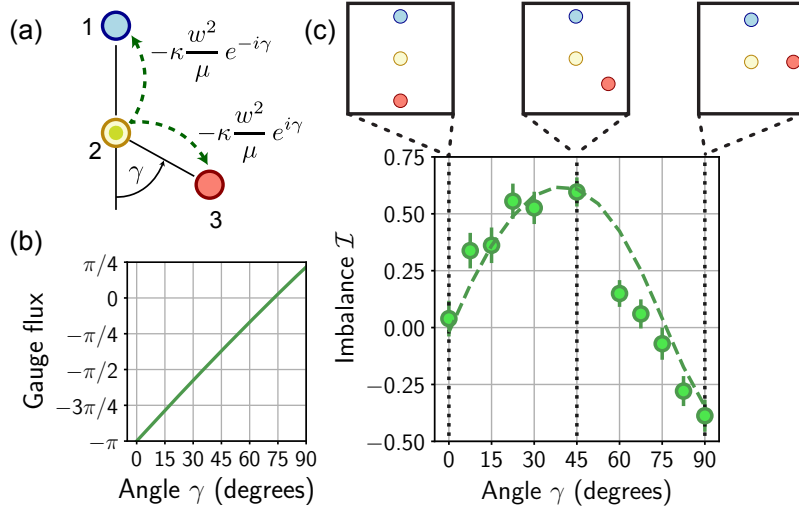 (a)
1
−κ w²/μ e^{−iγ}
2
−κ w²/μ e^{iγ}
γ
3
(b)
Gauge flux
π/4
0
−π/4
−π/2
−3π/4
−π
0 15 30 45 60 75 90
Angle γ (degrees)
(c)
Imbalance ℐ
0.75
0.50
0.25
0.00
−0.25
−0.50
0 15 30 45 60 75 90
Angle γ (degrees)